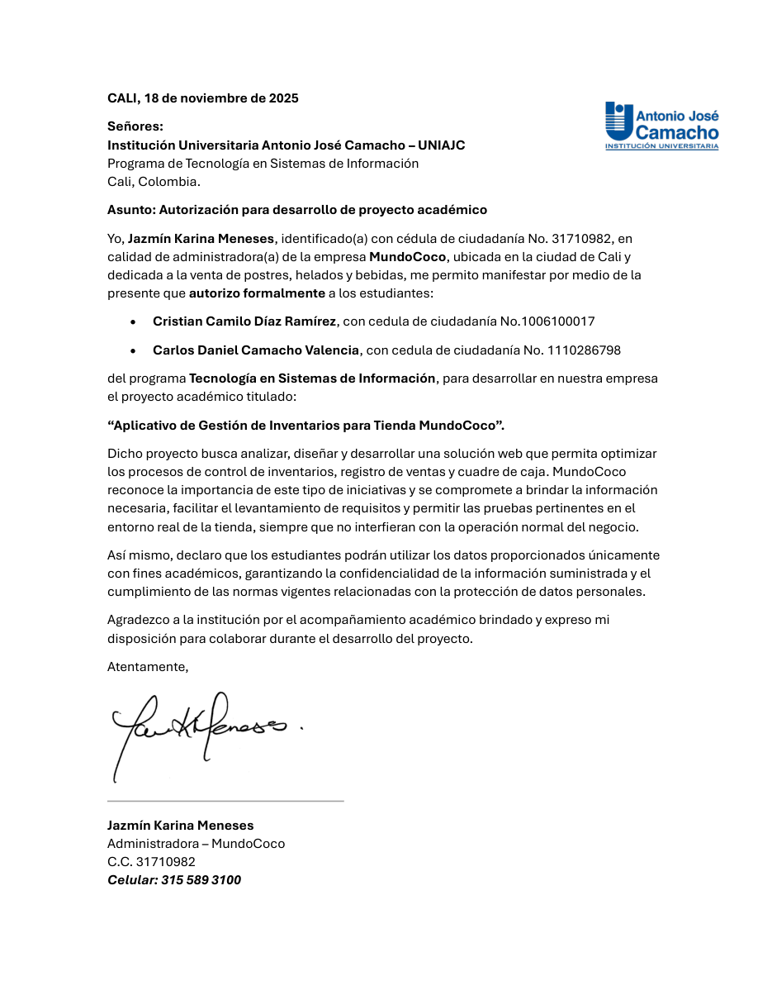 CALI, 18 de noviembre de 2025
Antonio José
Camacho
INSTITUCIÓN UNIVERSITARIA
Señores:
Institución Universitaria Antonio José Camacho – UNIAJC
Programa de Tecnología en Sistemas de Información
Cali, Colombia.
Asunto: Autorización para desarrollo de proyecto académico
Yo, Jazmín Karina Meneses, identificado(a) con cédula de ciudadanía No. 31710982, en
calidad de administradora(a) de la empresa MundoCoco, ubicada en la ciudad de Cali y
dedicada a la venta de postres, helados y bebidas, me permito manifestar por medio de la
presente que autorizo formalmente a los estudiantes:
• Cristian Camilo Díaz Ramírez, con cedula de ciudadanía No.1006100017
• Carlos Daniel Camacho Valencia, con cedula de ciudadanía No. 1110286798
del programa Tecnología en Sistemas de Información, para desarrollar en nuestra empresa
el proyecto académico titulado:
“Aplicativo de Gestión de Inventarios para Tienda MundoCoco”.
Dicho proyecto busca analizar, diseñar y desarrollar una solución web que permita optimizar
los procesos de control de inventarios, registro de ventas y cuadre de caja. MundoCoco
reconoce la importancia de este tipo de iniciativas y se compromete a brindar la información
necesaria, facilitar el levantamiento de requisitos y permitir las pruebas pertinentes en el
entorno real de la tienda, siempre que no interfieran con la operación normal del negocio.
Así mismo, declaro que los estudiantes podrán utilizar los datos proporcionados únicamente
con fines académicos, garantizando la confidencialidad de la información suministrada y el
cumplimiento de las normas vigentes relacionadas con la protección de datos personales.
Agradezco a la institución por el acompañamiento académico brindado y expreso mi
disposición para colaborar durante el desarrollo del proyecto.
Atentamente,
Meneses
Jazmín Karina Meneses
Administradora – MundoCoco
C.C. 31710982
Celular: 315 589 3100